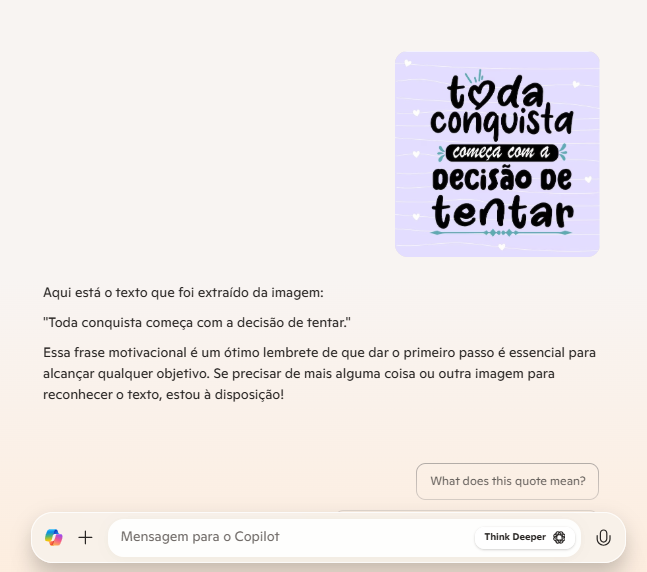 toda
conquista
começa com a
DECISÃO DE
tentar
Aqui está o texto que foi extraído da imagem:
"Toda conquista começa com a decisão de tentar."
Essa frase motivacional é um ótimo lembrete de que dar o primeiro passo é essencial para
alcançar qualquer objetivo. Se precisar de mais alguma coisa ou outra imagem para
reconhecer o texto, estou à disposição!
What does this quote mean?
Mensagem para o Copilot
Think Deeper